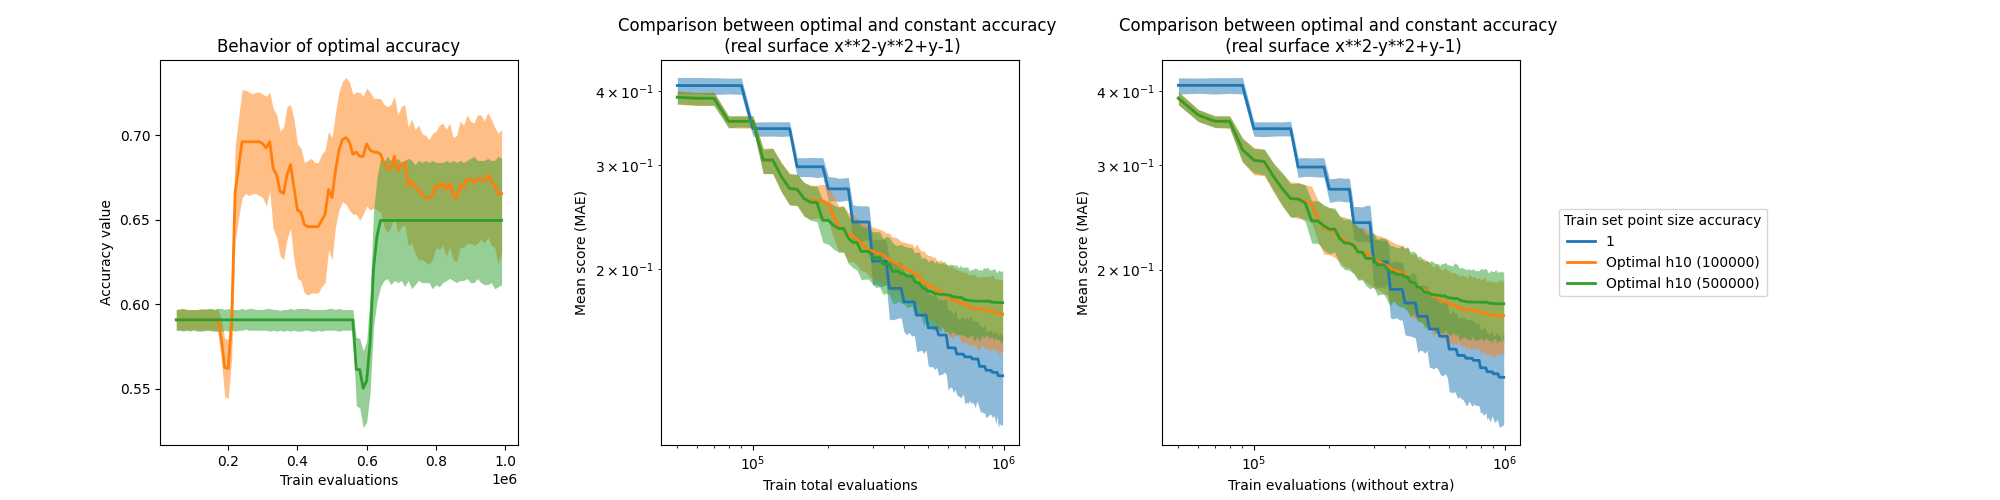 Behavior of optimal accuracy
Accuracy value
0.70
0.65
0.60
0.55
0.2 0.4 0.6 0.8 1.0
1e6
Train evaluations
Comparison between optimal and constant accuracy
(real surface x**2-y**2+y-1)
Mean score (MAE)
4 × 10⁻¹
3 × 10⁻¹
2 × 10⁻¹
10⁵ 10⁶
Train total evaluations
Comparison between optimal and constant accuracy
(real surface x**2-y**2+y-1)
Mean score (MAE)
4 × 10⁻¹
3 × 10⁻¹
2 × 10⁻¹
10⁵ 10⁶
Train evaluations (without extra)
Train set point size accuracy
1
Optimal h10 (100000)
Optimal h10 (500000)